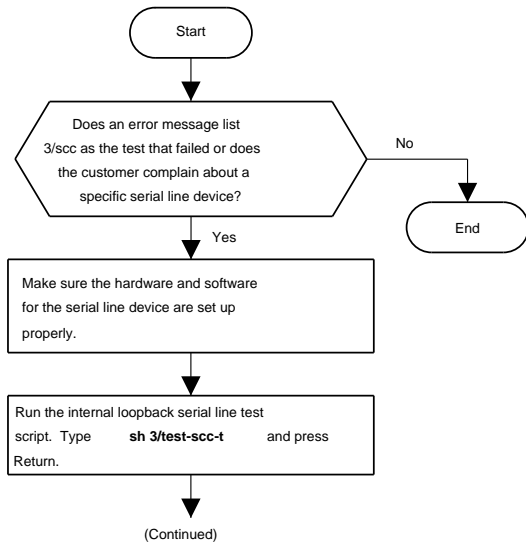 Start
Does an error message list
3/scc as the test that failed or does
the customer complain about a
specific serial line device?
No
End
Yes
Make sure the hardware and software
for the serial line device are set up
properly.
Run the internal loopback serial line test
script. Type sh 3/test-scc-t and press
Return.
(Continued)